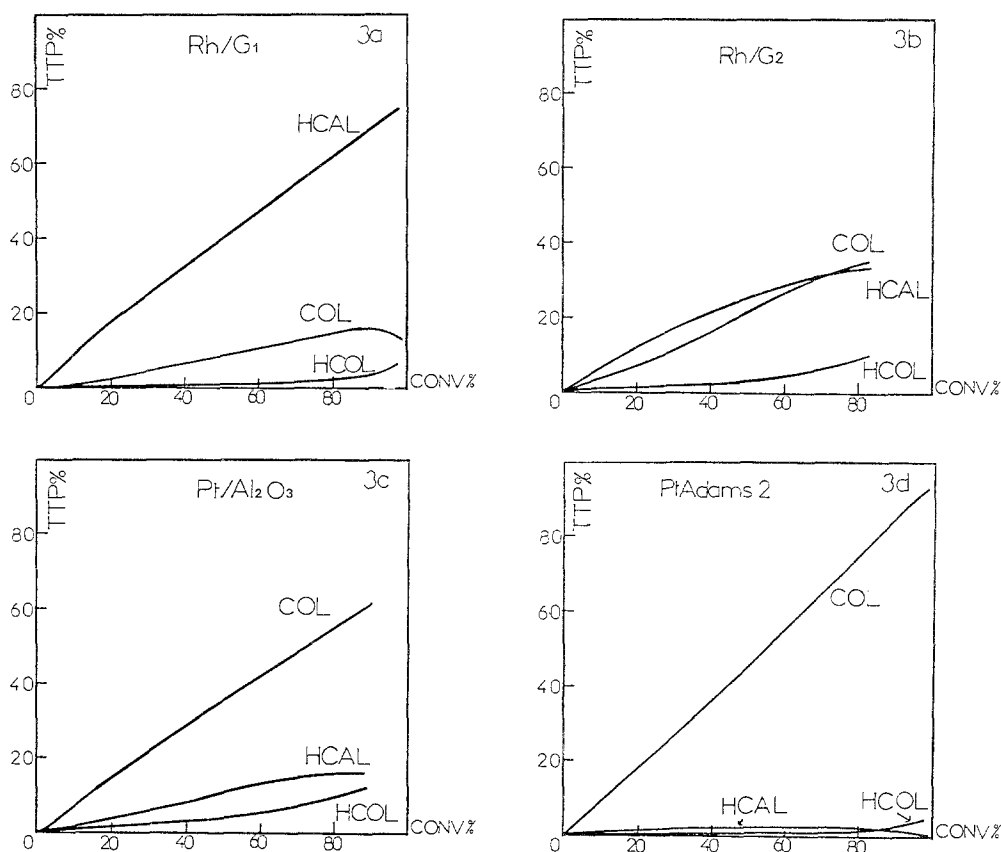 3a
Rh/G1
TTP%
80
60
40
20
HCAL
COL
HCOL
0 20 40 60 80 CONV.%
3b
Rh/G2
TTP%
80
60
40
20
COL
HCAL
HCOL
0 20 40 60 80 CONV.%
3c
Pt/Al2O3
TTP%
80
60
40
20
COL
HCAL
HCOL
0 20 40 60 80 CONV.%
3d
PtAdams 2
TTP%
80
60
40
20
COL
HCAL
HCOL
0 20 40 60 80 CONV.%